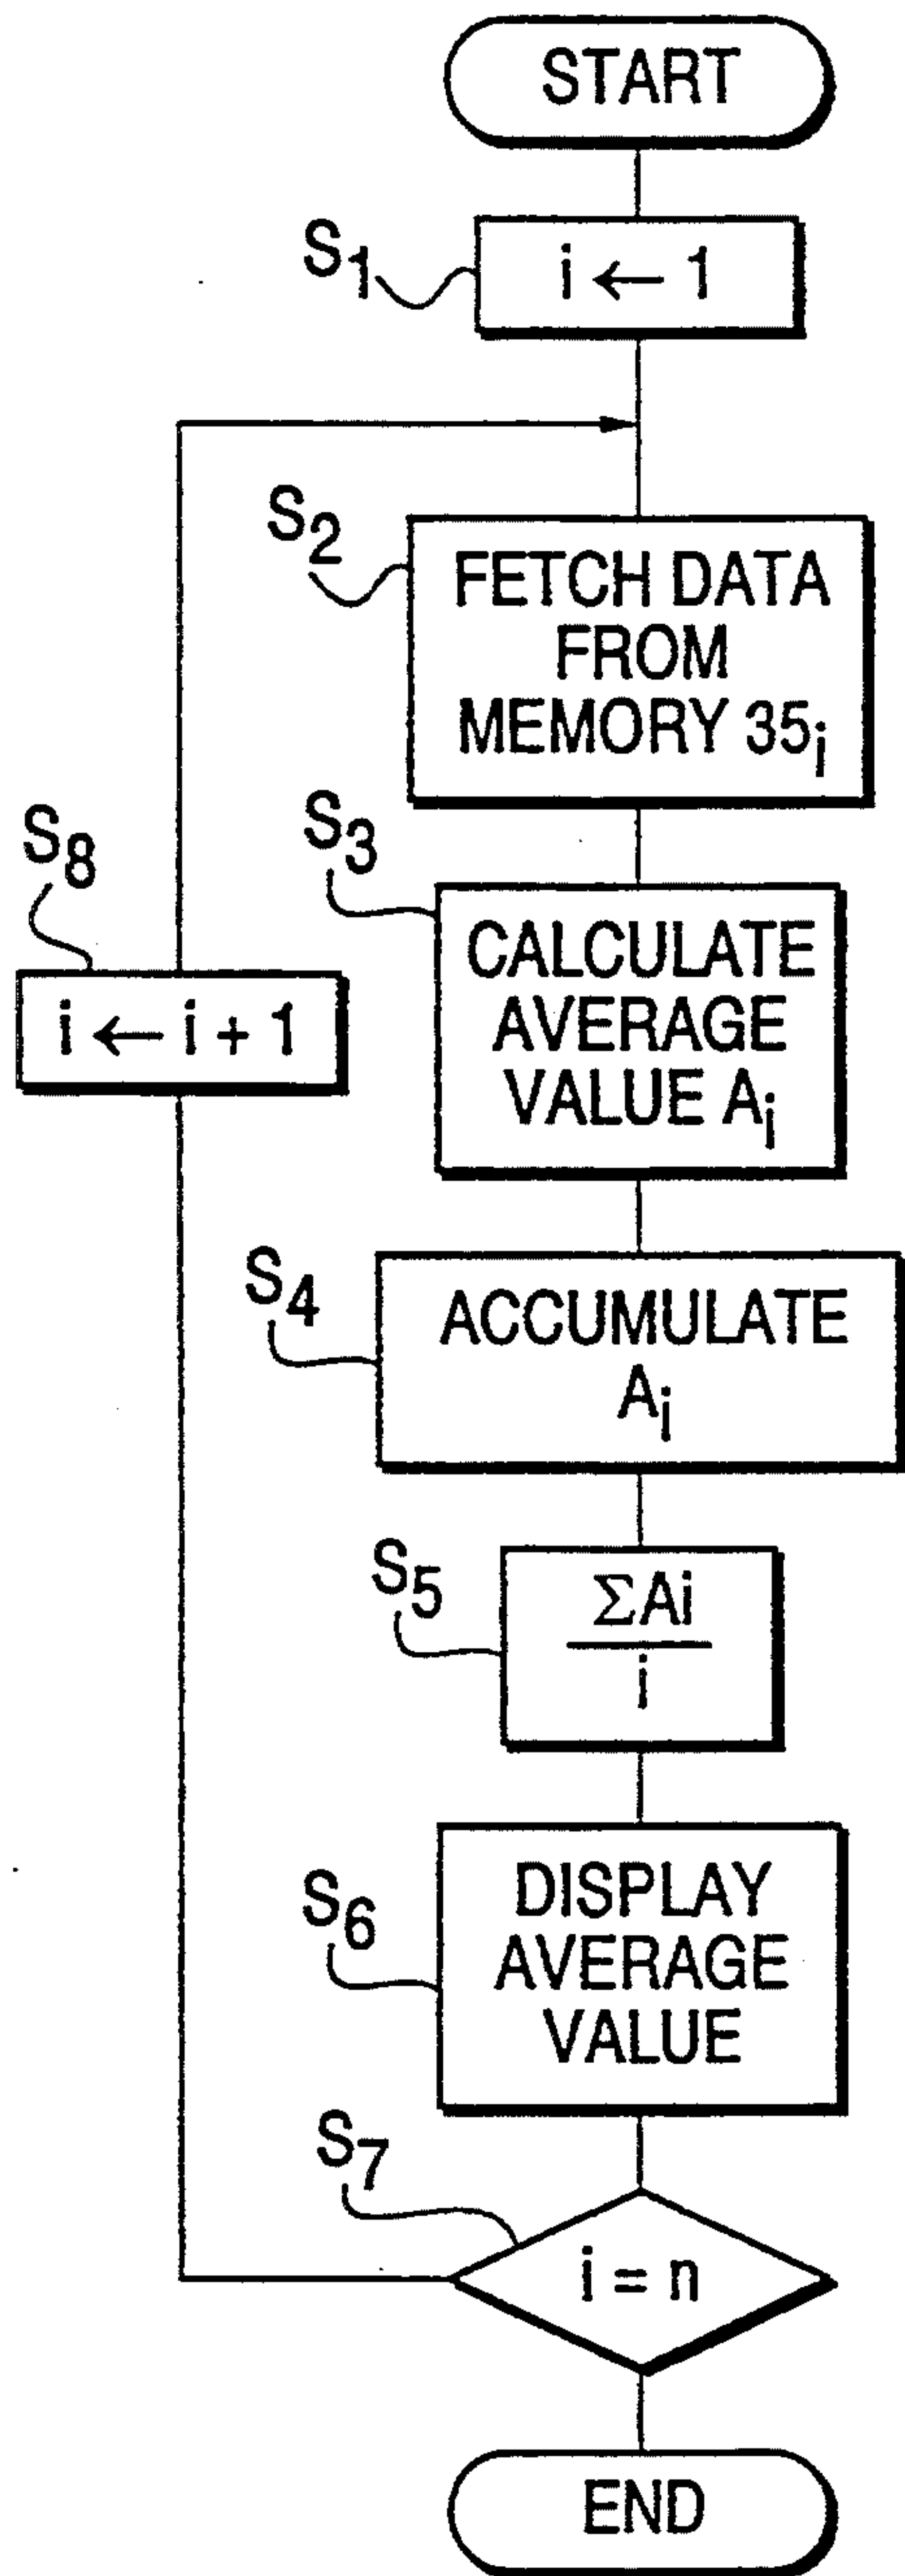 START
S1
i ← 1
S2
FETCH DATA
FROM
MEMORY 35i
S3
CALCULATE
AVERAGE
VALUE Ai
S8
i ← i + 1
S4
ACCUMULATE
Ai
S5
ΣAi
i
S6
DISPLAY
AVERAGE
VALUE
S7
i = n
END